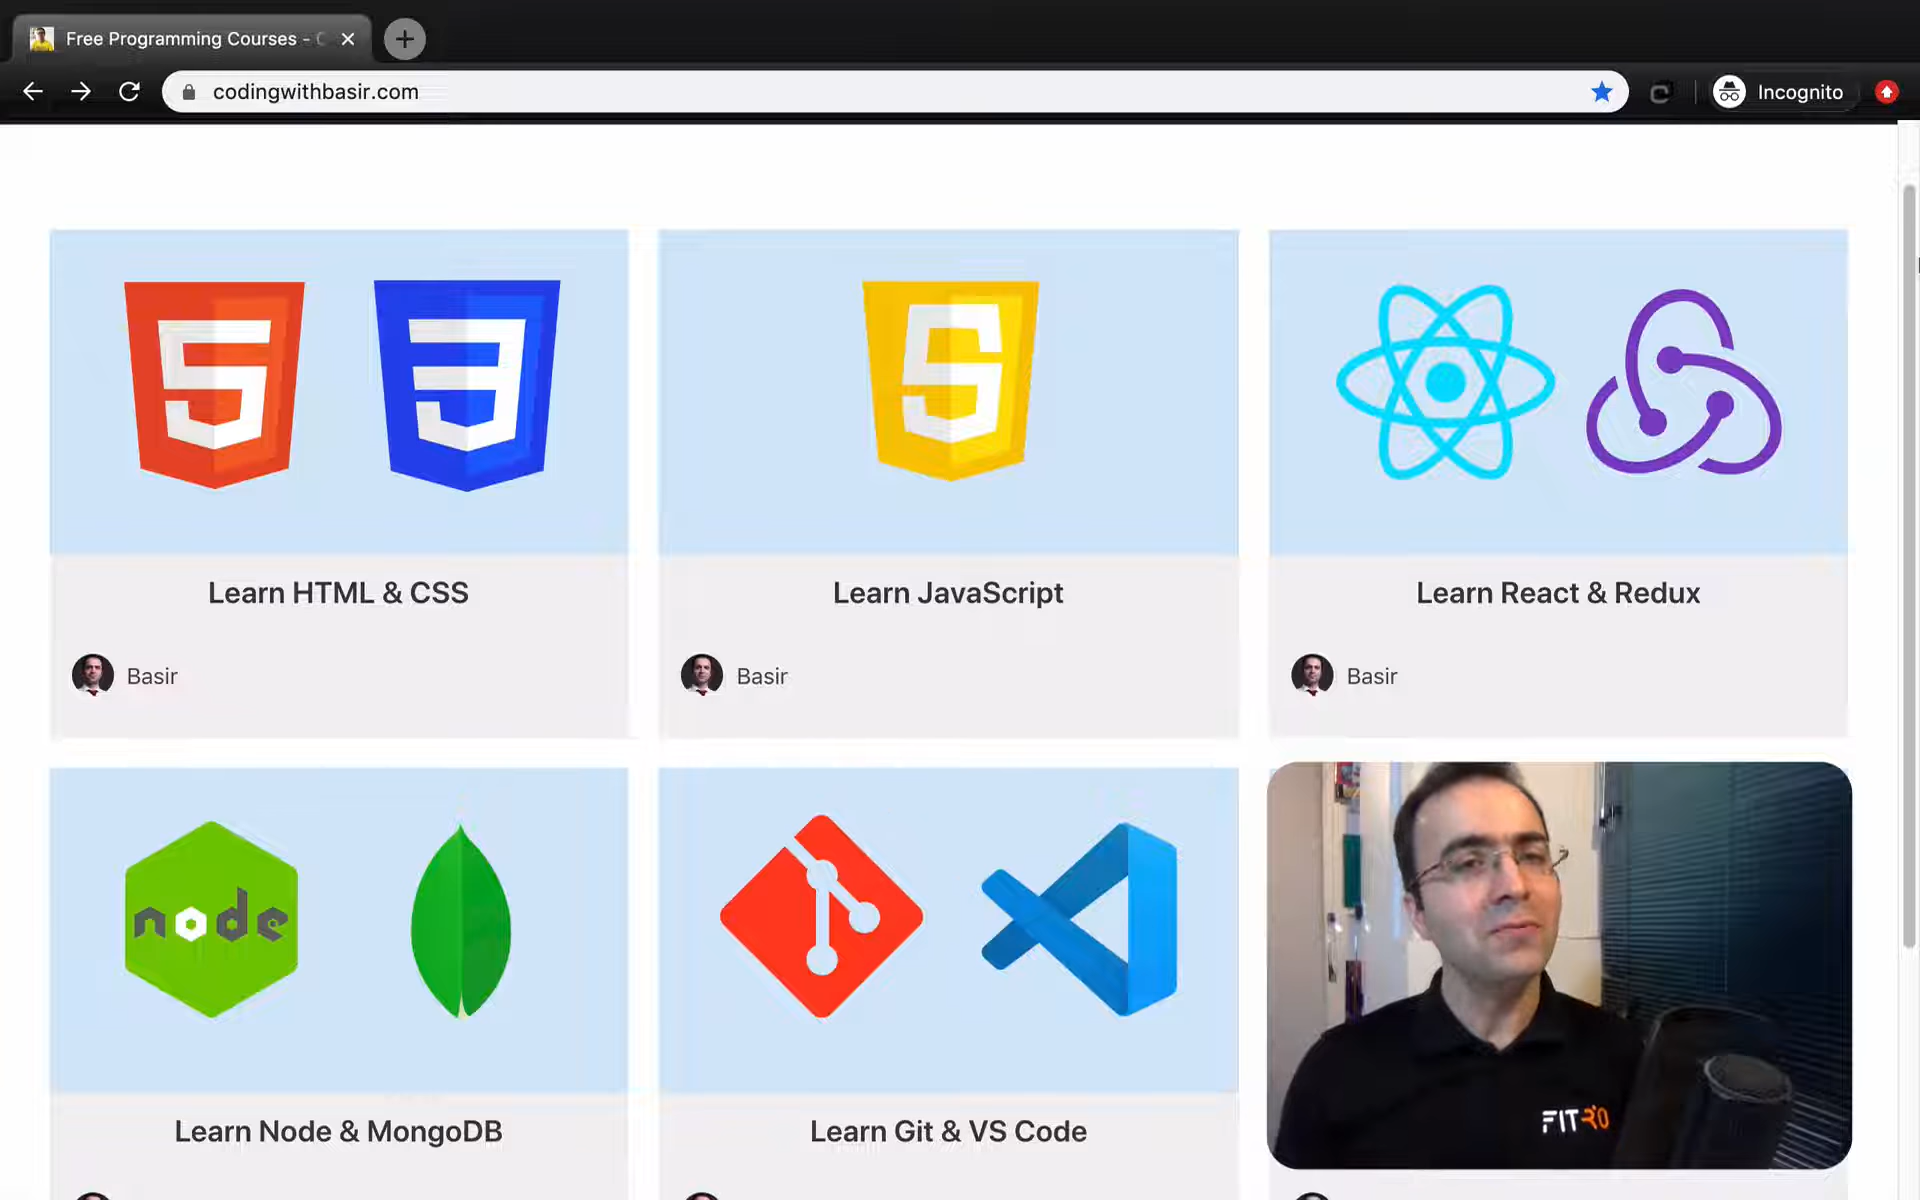 Free Programming Courses - C
codingwithbasir.com
Incognito
Learn HTML & CSS
Learn JavaScript
Learn React & Redux
Basir
Basir
Basir
node
Learn Node & MongoDB
Learn Git & VS Code
FITRO